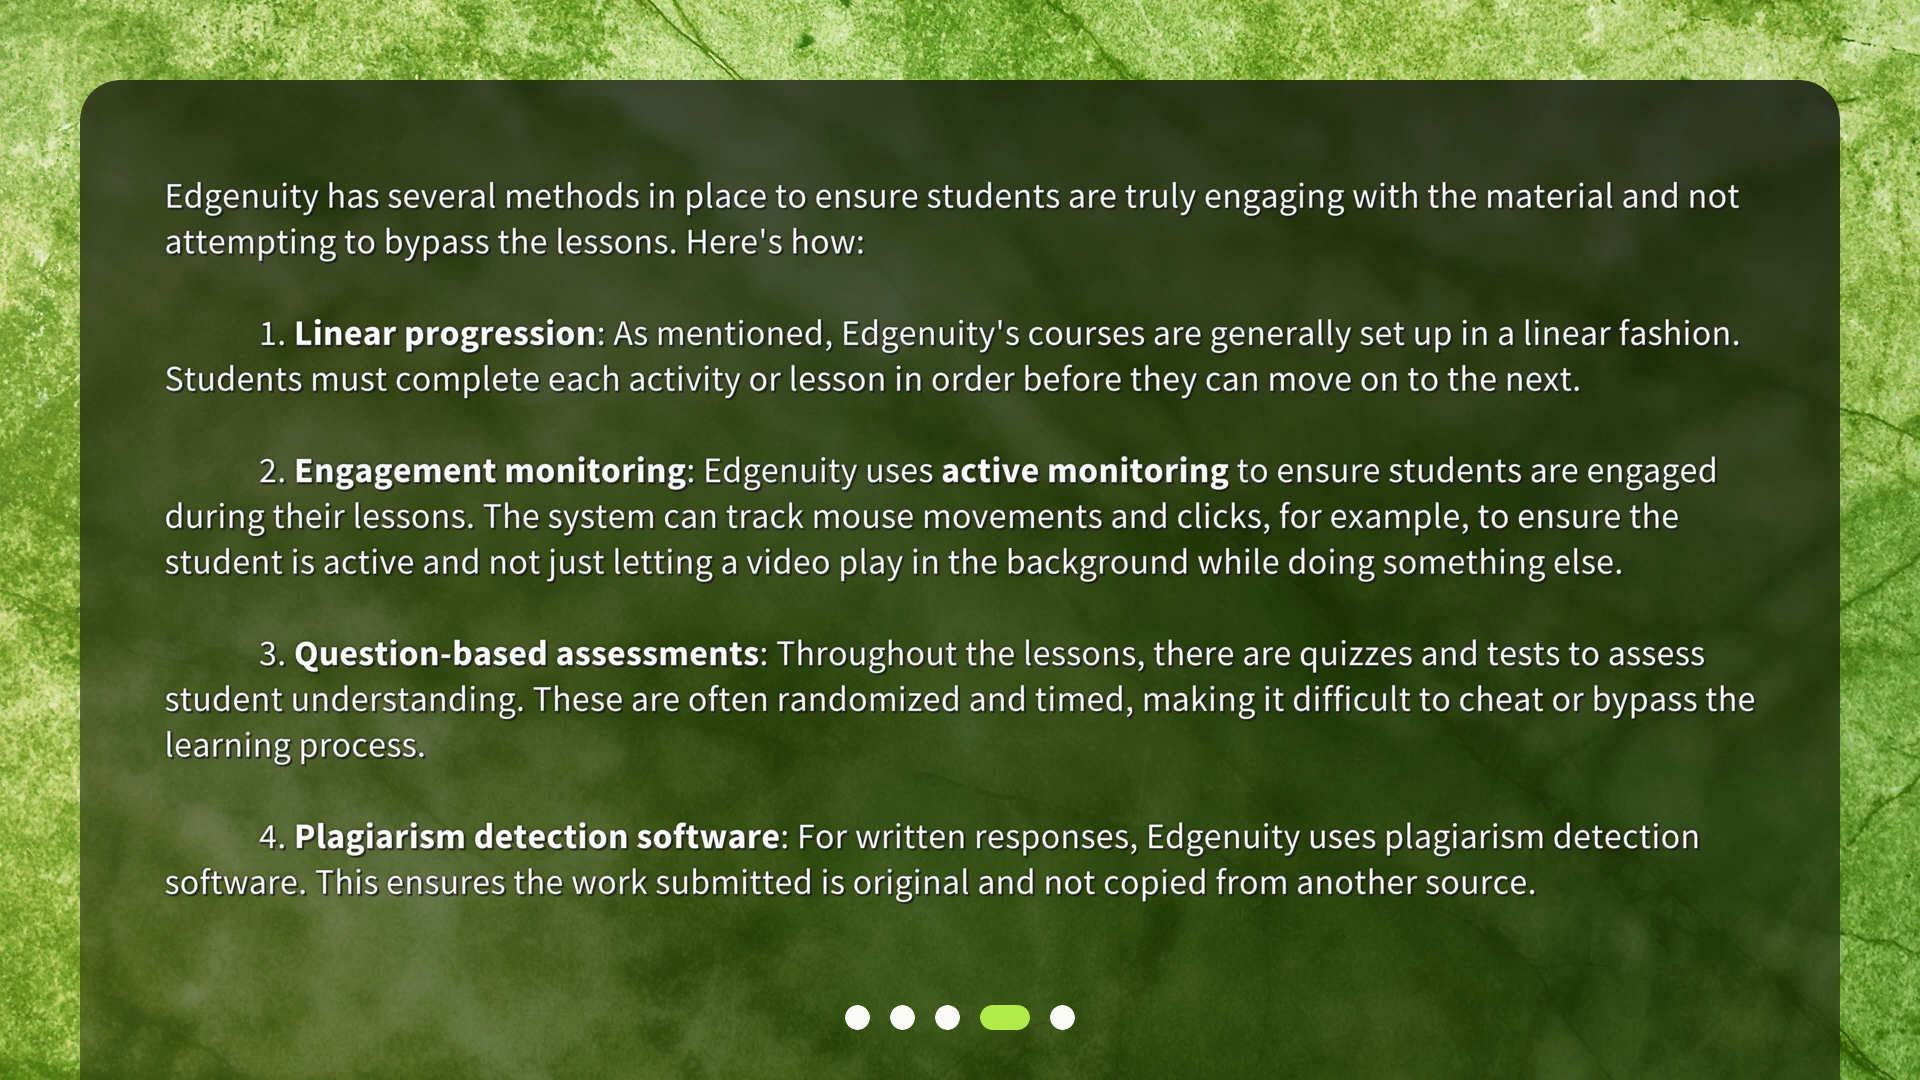 Edgenuity has several methods in place to ensure students are truly engaging with the material and not
attempting to bypass the lessons. Here's how:
1. Linear progression: As mentioned, Edgenuity's courses are generally set up in a linear fashion.
Students must complete each activity or lesson in order before they can move on to the next.
2. Engagement monitoring: Edgenuity uses active monitoring to ensure students are engaged
during their lessons. The system can track mouse movements and clicks, for example, to ensure the
student is active and not just letting a video play in the background while doing something else.
3. Question-based assessments: Throughout the lessons, there are quizzes and tests to assess
student understanding. These are often randomized and timed, making it difficult to cheat or bypass the
learning process.
4. Plagiarism detection software: For written responses, Edgenuity uses plagiarism detection
software. This ensures the work submitted is original and not copied from another source.